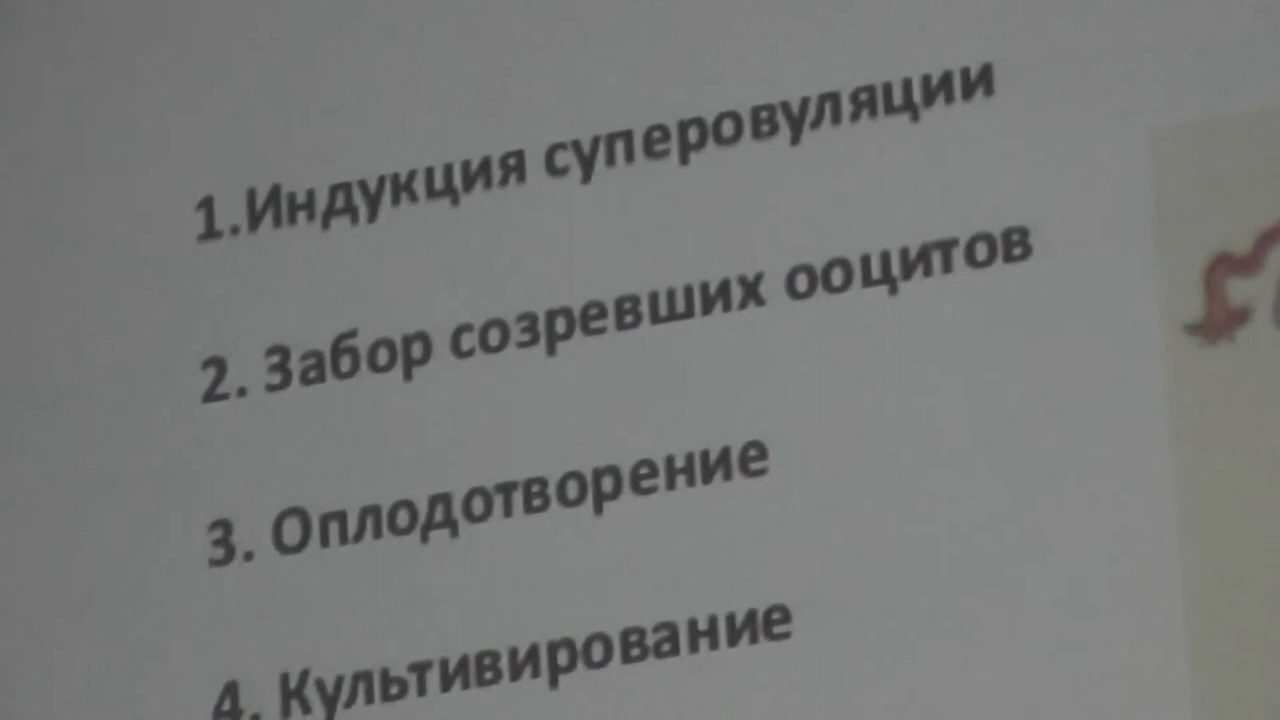 1.Индукция суперовуляции
2. Забор созревших ооцитов
3. Оплодотворение
4. Культивирование